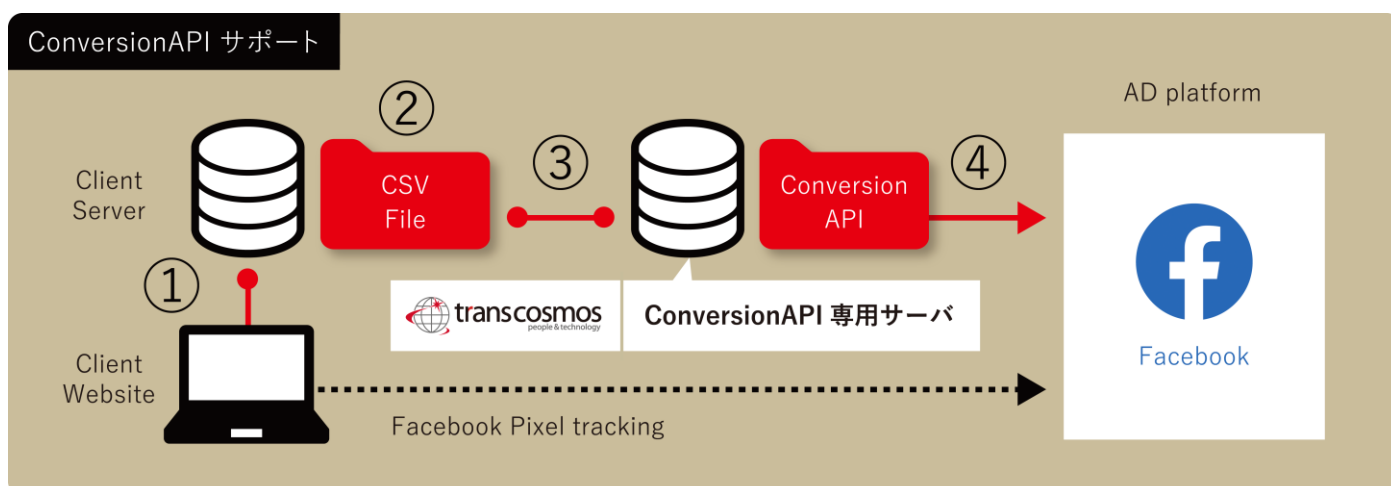 ConversionAPI サポート
AD platform
②
③
④
①
Client
Server
CSV
File
Conversion
API
transcosmos
people & technology
ConversionAPI 専用サーバ
Client
Website
Facebook Pixel tracking
Facebook